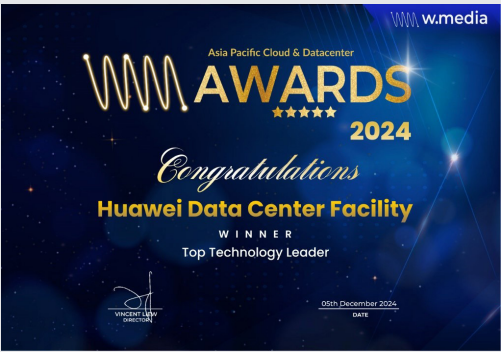 w.media
Asia Pacific Cloud & Datacenter
AWARDS
2024
Congratulations
Huawei Data Center Facility
WINNER
Top Technology Leader
VINCENT LIEW
DIRECTOR
05th December 2024
DATE